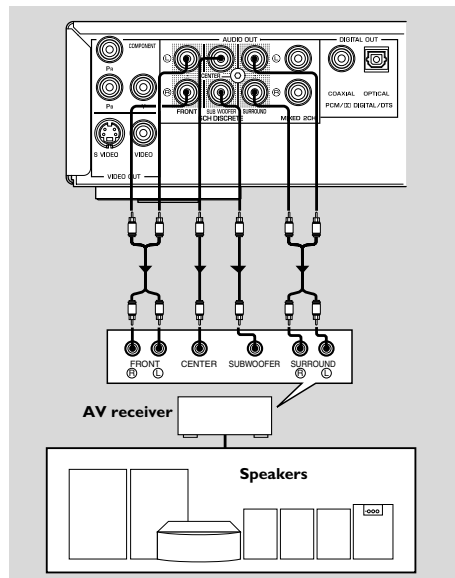 AUDIO OUT
DIGITAL OUT
COMPONENT
L
L
PR
CENTER
PB
Y
R
R
COAXIAL OPTICAL
FRONT
SUB WOOFER
SURROUND
PCM/DD DIGITAL/DTS
5CH DISCRETE
MIXED 2CH
S VIDEO
VIDEO
VIDEO OUT
FRONT
CENTER
SUBWOOFER
SURROUND
R L
R L
AV receiver
Speakers